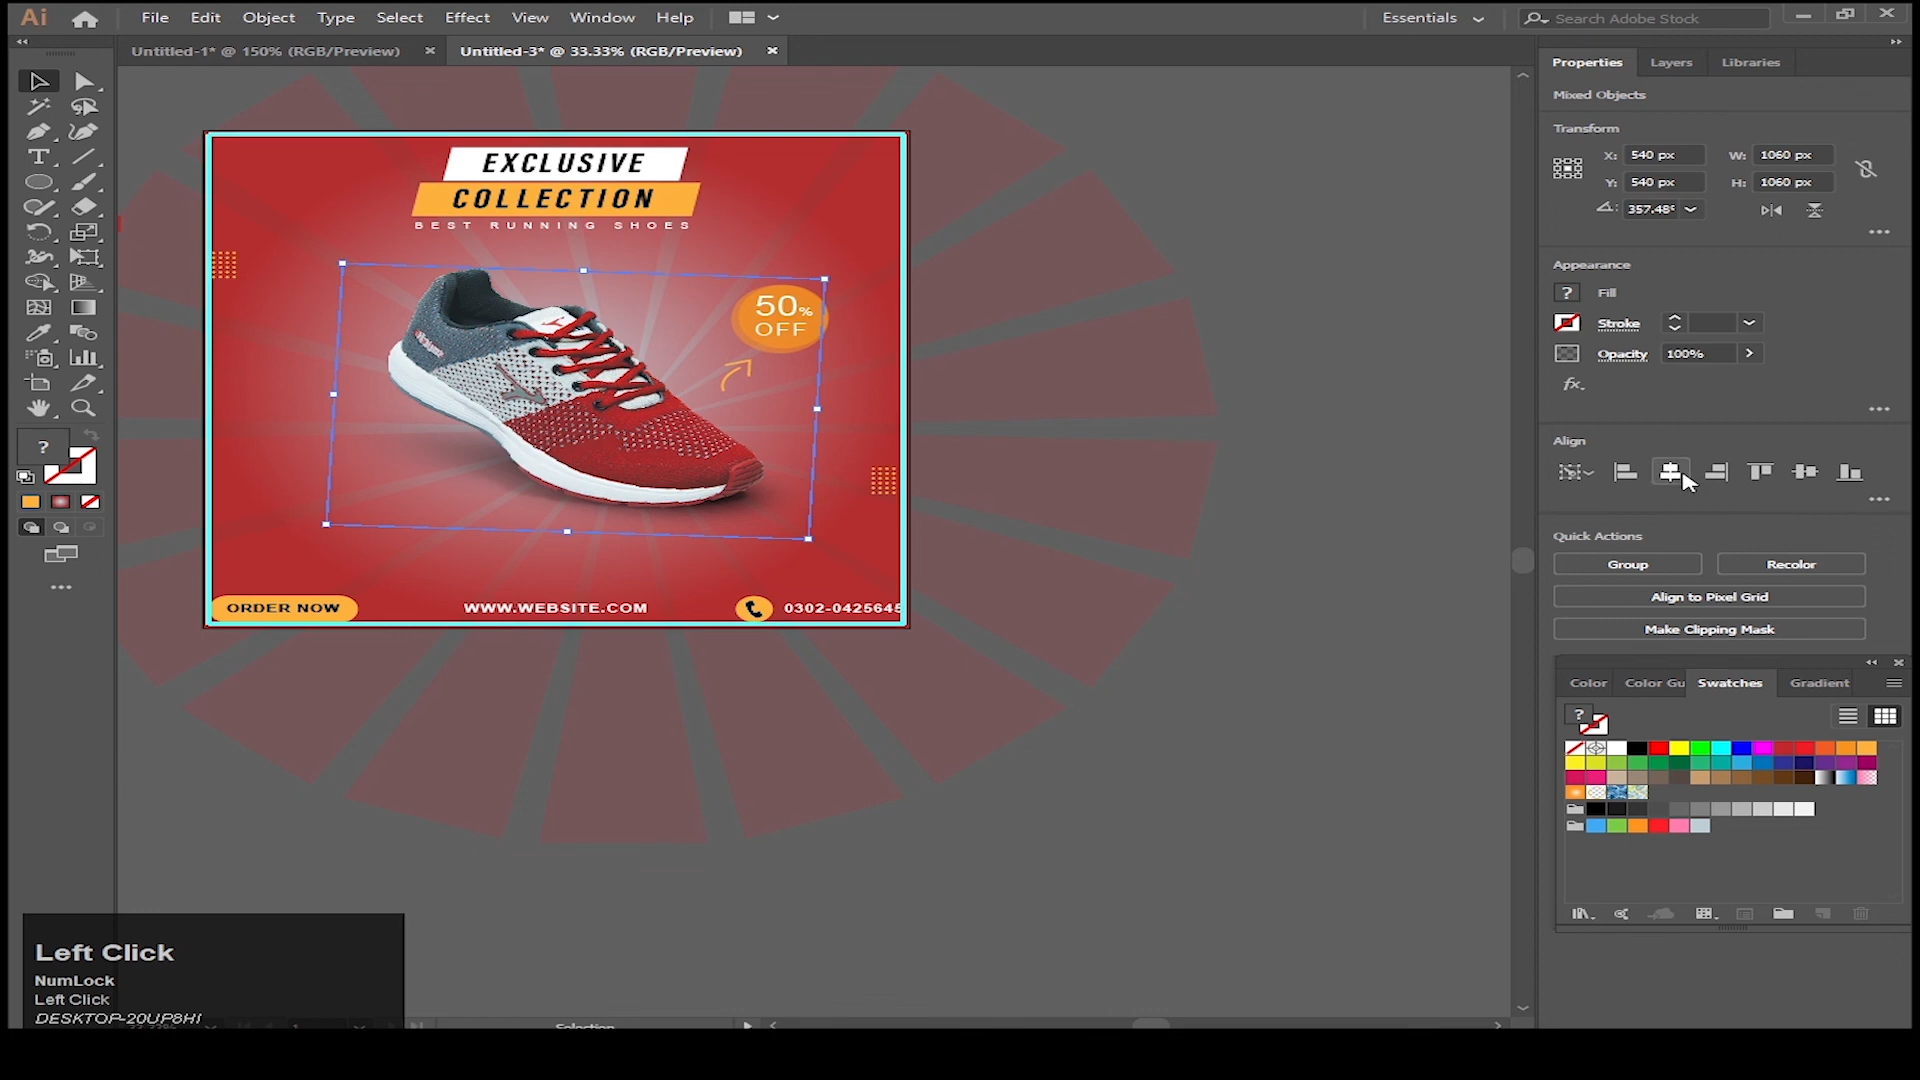 Ai File Edit Object Type Select Effect View Window Help Essentials Search Adobe Stock
Untitled-1* @ 150% (RGB/Preview) Untitled-3* @ 33.33% (RGB/Preview)
Properties Layers Libraries
Mixed Objects
Transform
X: 540 px W: 1060 px
Y: 540 px H: 1060 px
357.48°
Appearance
? Fill
Stroke
Opacity 100%
fx.
Align
Quick Actions
Group Recolor
Align to Pixel Grid
Make Clipping Mask
Color Color Gu Swatches Gradient
?
?
EXCLUSIVE
COLLECTION
BEST RUNNING SHOES
50%
OFF
ORDER NOW WWW.WEBSITE.COM 0302-0425645
Left Click
NumLock
Left Click
DESKTOP-20UP8HI
Selection